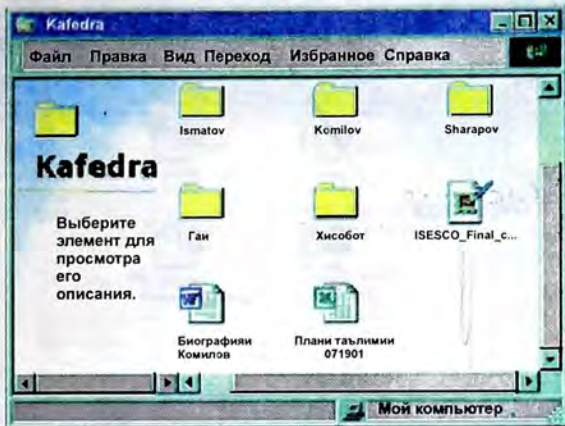 Kafedra
Файл Правка Вид Переход Избранное Справка
Ismatov Komilov Sharapov
Kafedra
Выберите
элемент для
просмотра
его
описания.
Гаи Хисобот ISESCO_Final_c...
Биографияи
Комилов
Плани таълимии
071901
Мой компьютер